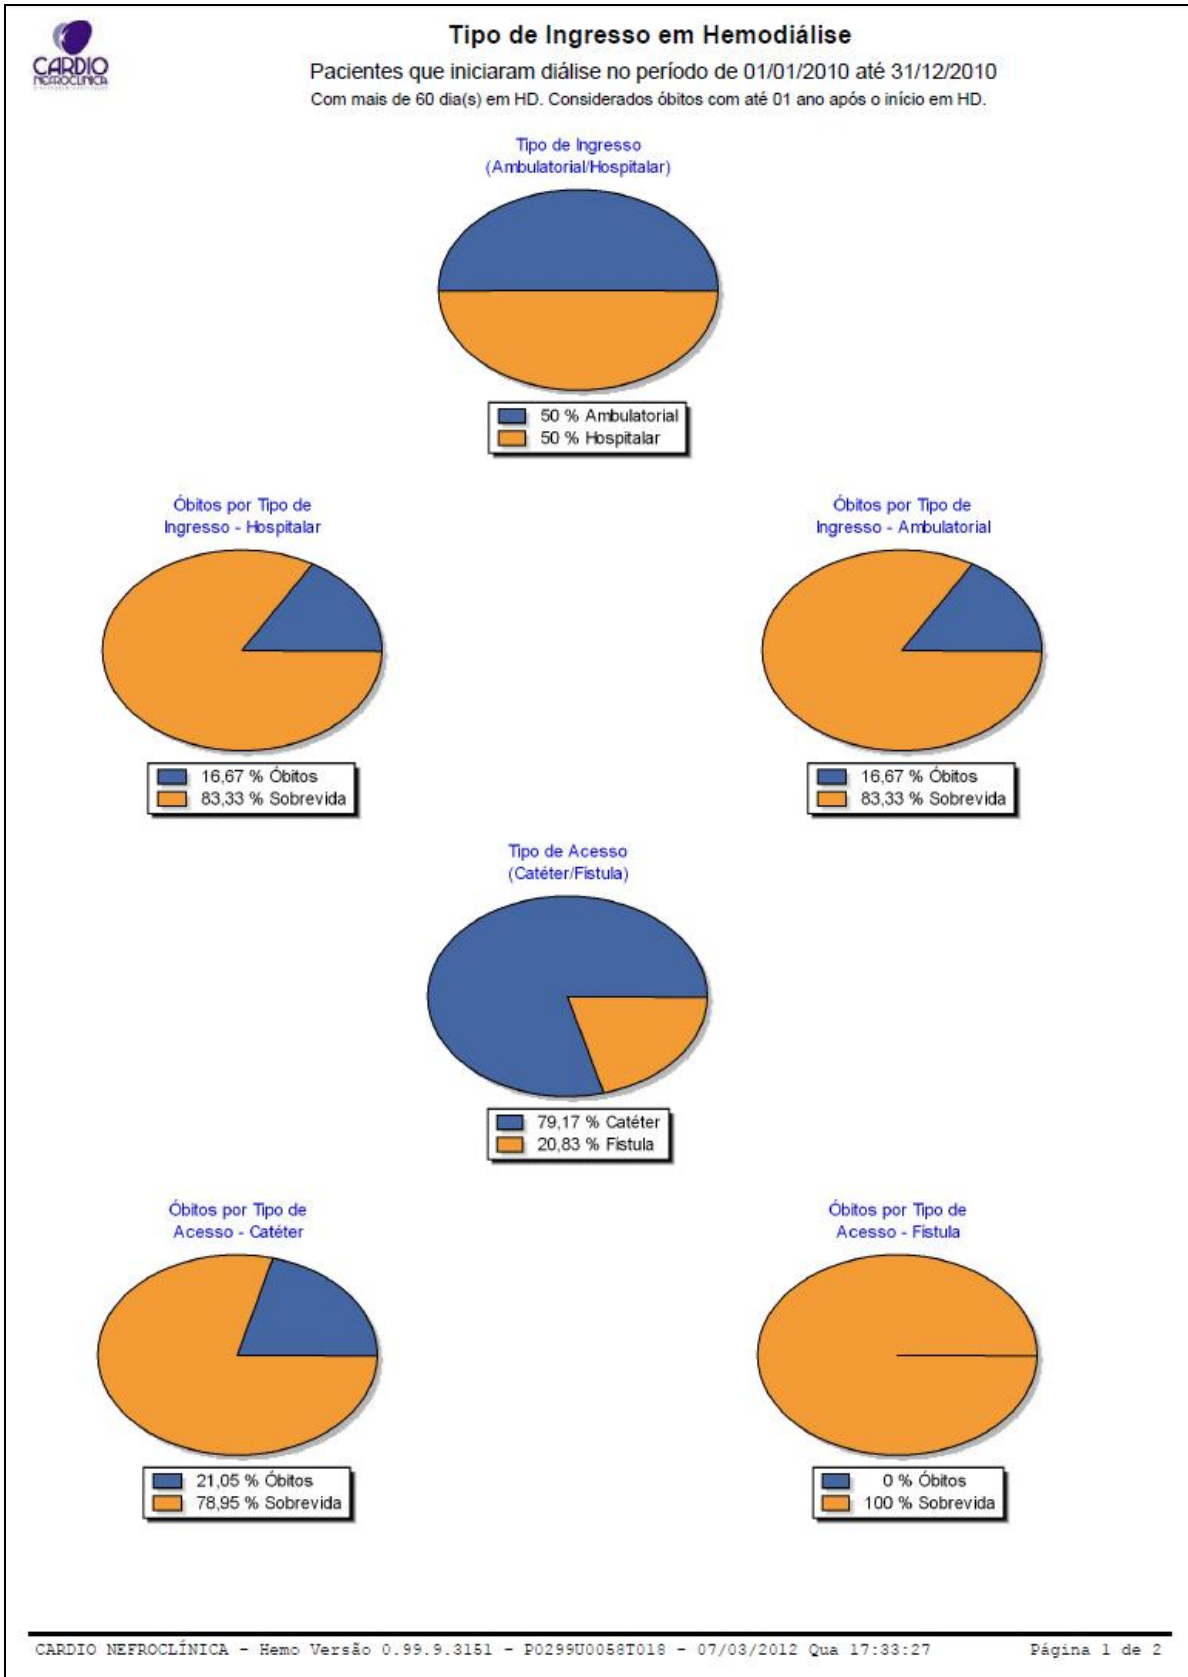 CARDIO
NEFROCLÍNICA
Tipo de Ingresso em Hemodiálise
Pacientes que iniciaram diálise no período de 01/01/2010 até 31/12/2010
Com mais de 60 dia(s) em HD. Considerados óbitos com até 01 ano após o início em HD.
Tipo de Ingresso
(Ambulatorial/Hospitalar)
50 % Ambulatorial
50 % Hospitalar
Óbitos por Tipo de
Ingresso - Hospitalar
16,67 % Óbitos
83,33 % Sobrevida
Óbitos por Tipo de
Ingresso - Ambulatorial
16,67 % Óbitos
83,33 % Sobrevida
Tipo de Acesso
(Catéter/Fístula)
79,17 % Catéter
20,83 % Fístula
Óbitos por Tipo de
Acesso - Catéter
21,05 % Óbitos
78,95 % Sobrevida
Óbitos por Tipo de
Acesso - Fístula
0 % Óbitos
100 % Sobrevida
CARDIO NEFROCLÍNICA - Hemo Versão 0.99.9.3151 - P0299U0058T018 - 07/03/2012 Qua 17:33:27 Página 1 de 2